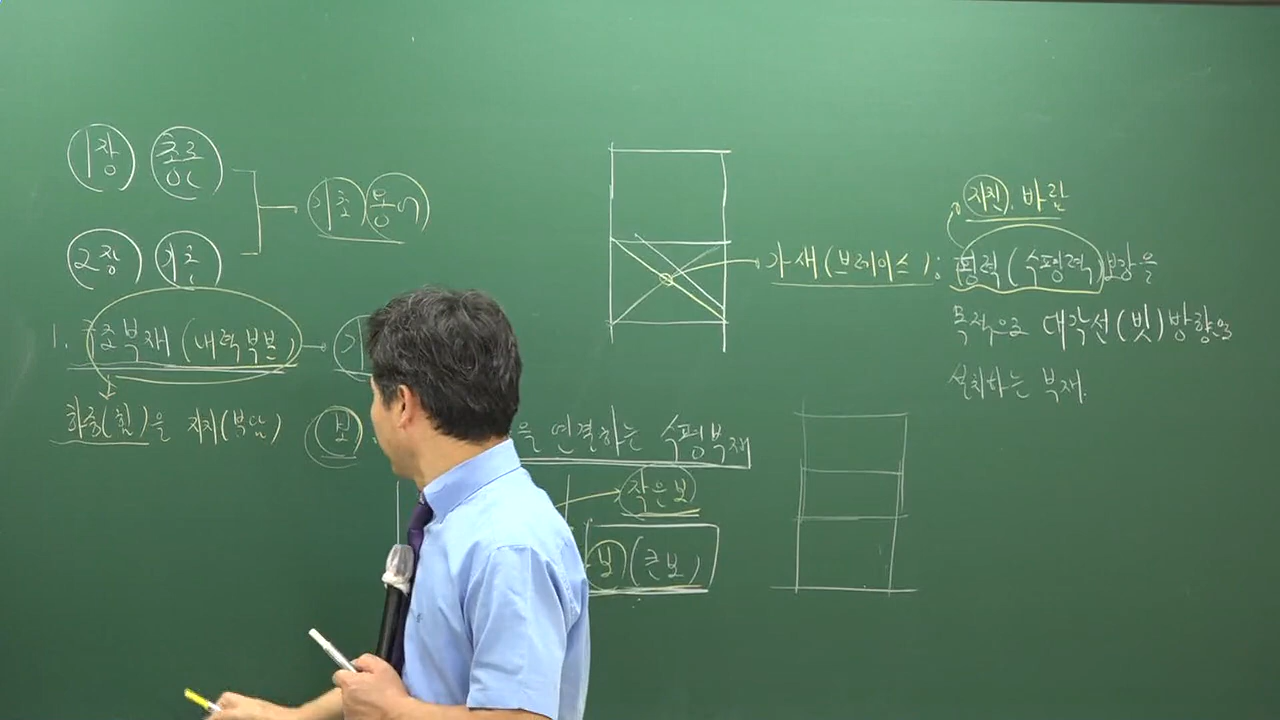 1장 총론
2장 기초
기초 용어
1. 구조부재(내력부분)
하중(힘)을 지지(부담)
보
을 연결하는 수평부재
작은보
보(큰보)
가새(브레이스);
지진, 바람
횡력(수평력)보강을
목적으로 대각선(빗)방향으로
설치하는 부재.